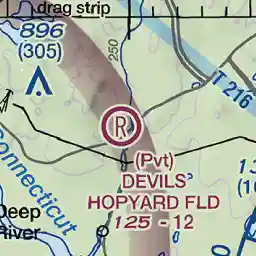 drag strip
896
(305)
250
T 216
R
(Pvt)
DEVILS
HOPYARD FLD
125 - 12
Connecticut
Deep
River